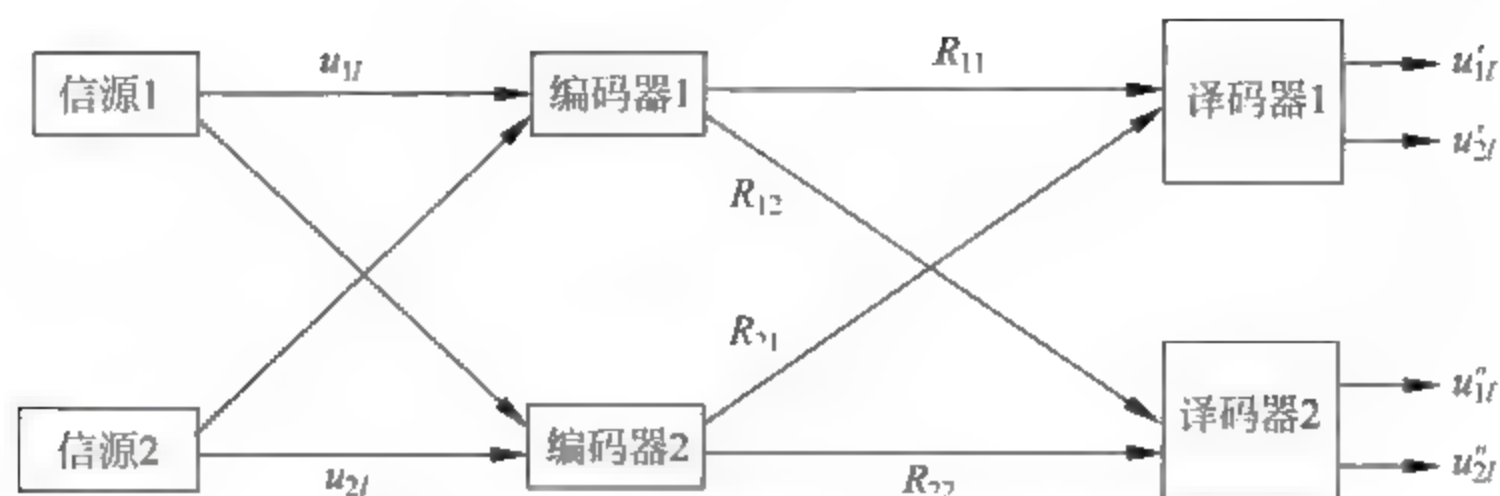 信源1
u₁ₗ
编码器1
R₁₁
译码器1
u′₁ₗ
u′₂ₗ
R₁₂
R₂₁
信源2
u₂ₗ
编码器2
R₂₂
译码器2
u″₁ₗ
u″₂ₗ